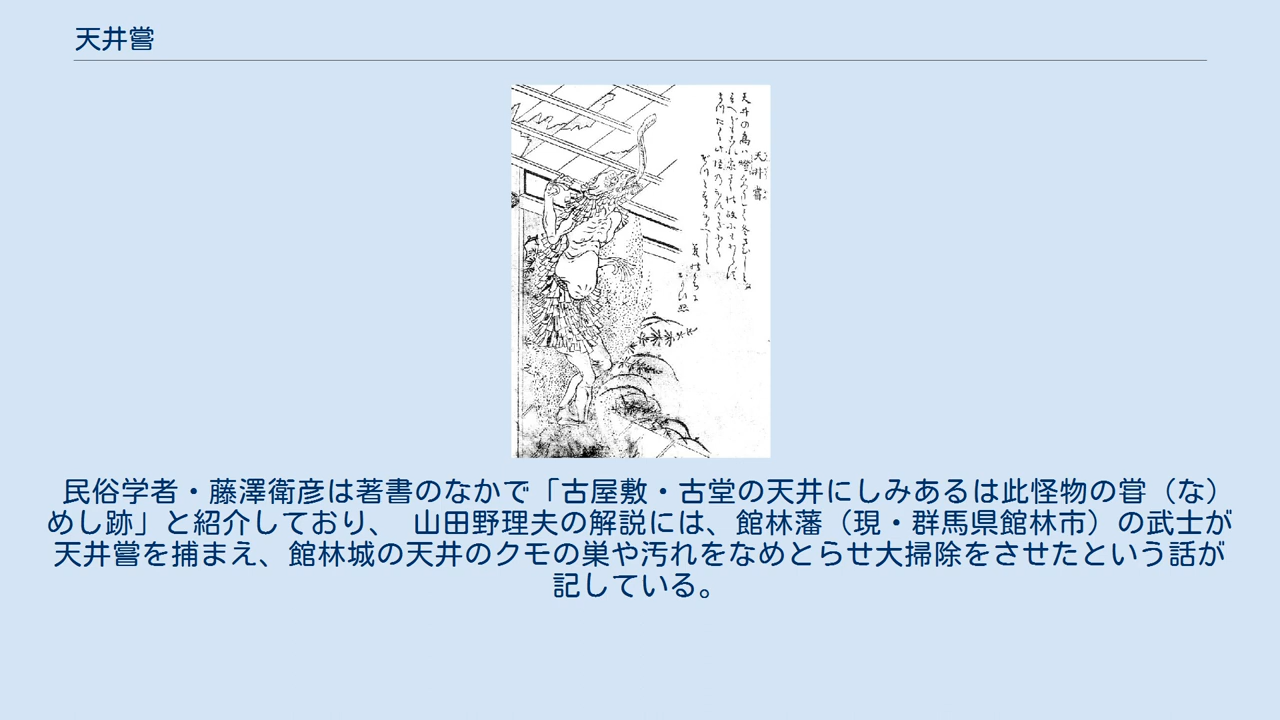 天井嘗
天井嘗
民俗学者・藤澤衛彦は著書のなかで「古屋敷・古堂の天井にしみあるは此怪物の甞（な）
めし跡」と紹介しており、 山田野理夫の解説には、館林藩（現・群馬県館林市）の武士が
天井嘗を捕まえ、館林城の天井のクモの巣や汚れをなめとらせ大掃除をさせたという話が
記している。